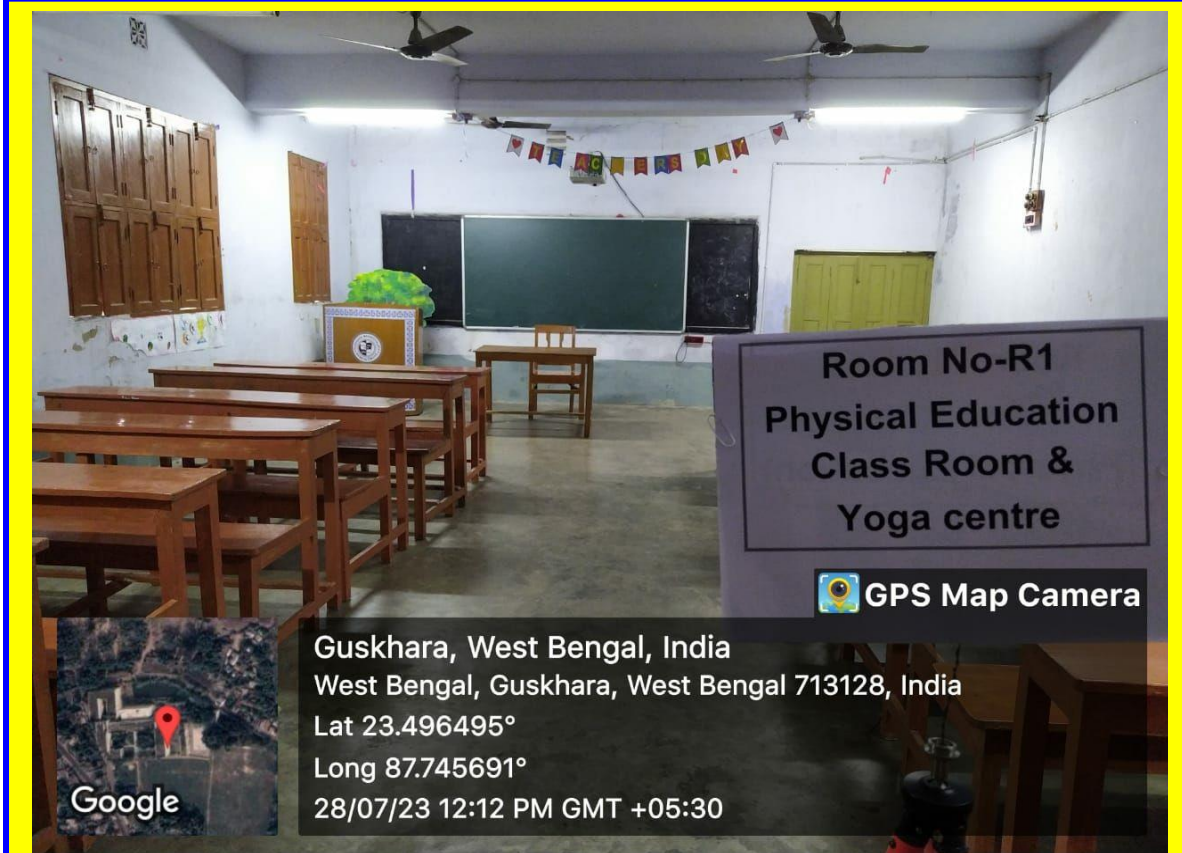 TEACHERS DAY
Room No-R1
Physical Education
Class Room &
Yoga centre
GPS Map Camera
Guskhara, West Bengal, India
West Bengal, Guskhara, West Bengal 713128, India
Lat 23.496495°
Long 87.745691°
28/07/23 12:12 PM GMT +05:30
Google